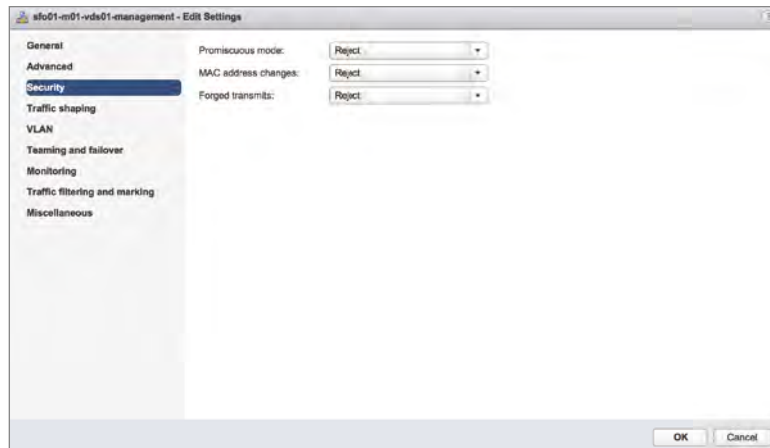 sfo01-m01-vds01-management - Edit Settings
General
Advanced
Security
Traffic shaping
VLAN
Teaming and failover
Monitoring
Traffic filtering and marking
Miscellaneous
Promiscuous mode: Reject
MAC address changes: Reject
Forged transmits: Reject
OK Cancel